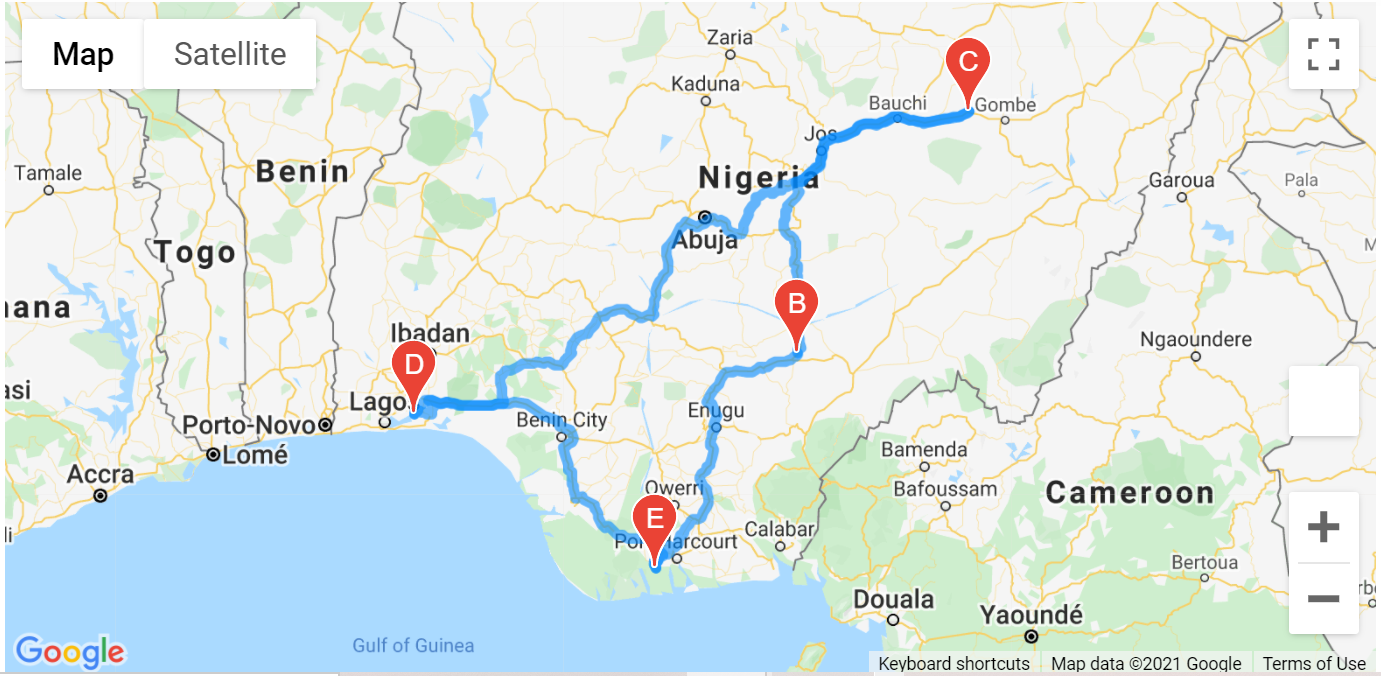 Map
Satellite
Zaria
Kaduna
C
Bauchi
Gombe
Jos
Tamale
Benin
Nigeria
Garoua
Pala
Abuja
Togo
B
Ibadan
Ngaoundere
D
Lagos
Benin City
Enugu
Porto-Novo
Lomé
Bamenda
Accra
Owerri
Bafoussam
Cameroon
E
Port Harcourt
Calabar
Bertoua
Douala
Yaoundé
Gulf of Guinea
Google
Keyboard shortcuts
Map data ©2021 Google
Terms of Use